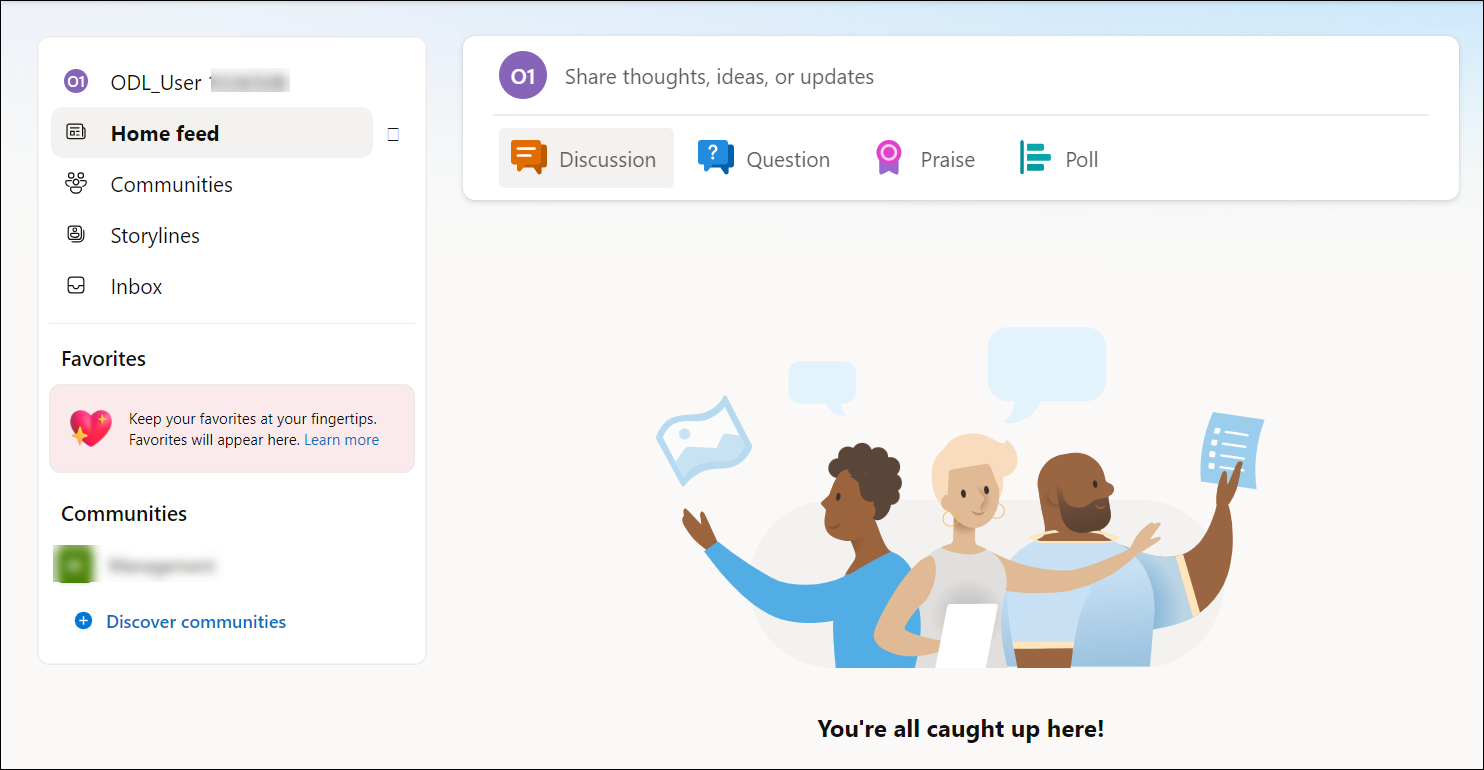 O1 ODL_User
Home feed
Communities
Storylines
Inbox
Favorites
Keep your favorites at your fingertips.
Favorites will appear here. Learn more
Communities
Management
Discover communities
O1 Share thoughts, ideas, or updates
Discussion
? Question
Praise
Poll
You're all caught up here!